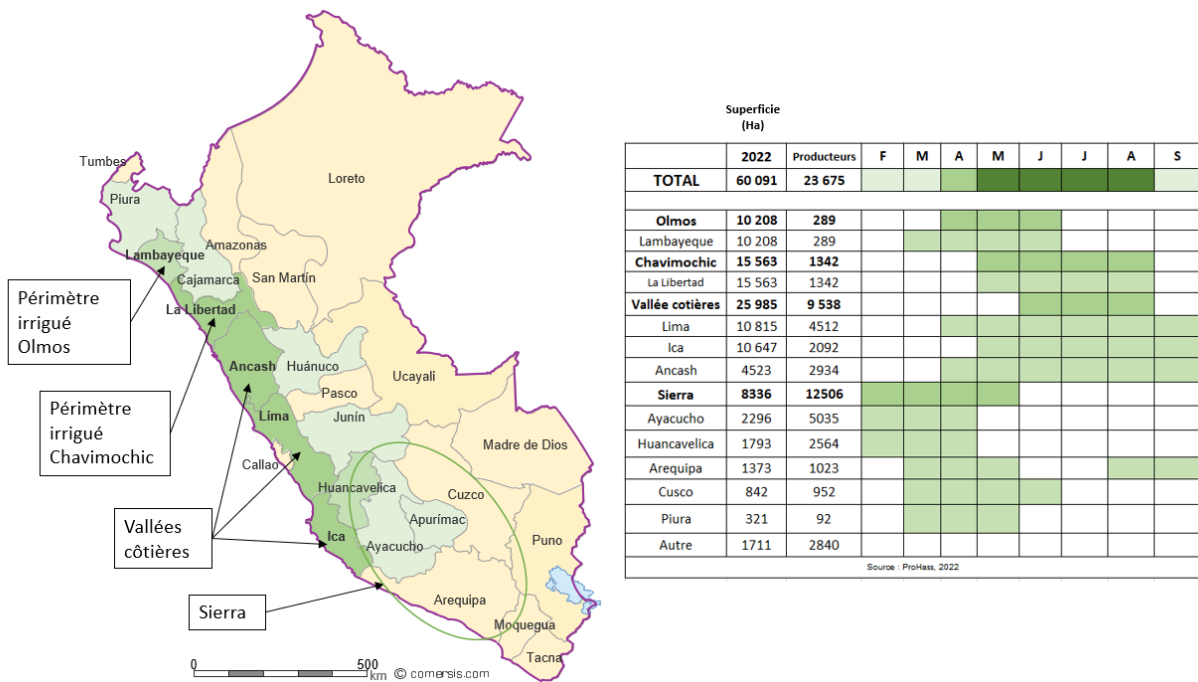 Tumbes
Piura
Loreto
Lambayeque
Amazonas
Cajamarca
San Martín
La Libertad
Ancash
Huánuco
Ucayali
Pasco
Lima
Junín
Madre de Dios
Callao
Huancavelica
Cuzco
Apurímac
Ica
Ayacucho
Puno
Arequipa
Moquegua
Tacna
Périmètre
irrigué
Olmos
Périmètre
irrigué
Chavimochic
Vallées
côtières
Sierra
0 500
km © comersis.com
Superficie
(Ha)
2022 Producteurs F M A M J J A S
TOTAL 60 091 23 675
Olmos 10 208 289
Lambayeque 10 208 289
Chavimochic 15 563 1342
La Libertad 15 563 1342
Vallée cotières 25 985 9 538
Lima 10 815 4512
Ica 10 647 2092
Ancash 4523 2934
Sierra 8336 12506
Ayacucho 2296 5035
Huancavelica 1793 2564
Arequipa 1373 1023
Cusco 842 952
Piura 321 92
Autre 1711 2840
Source : ProHass, 2022